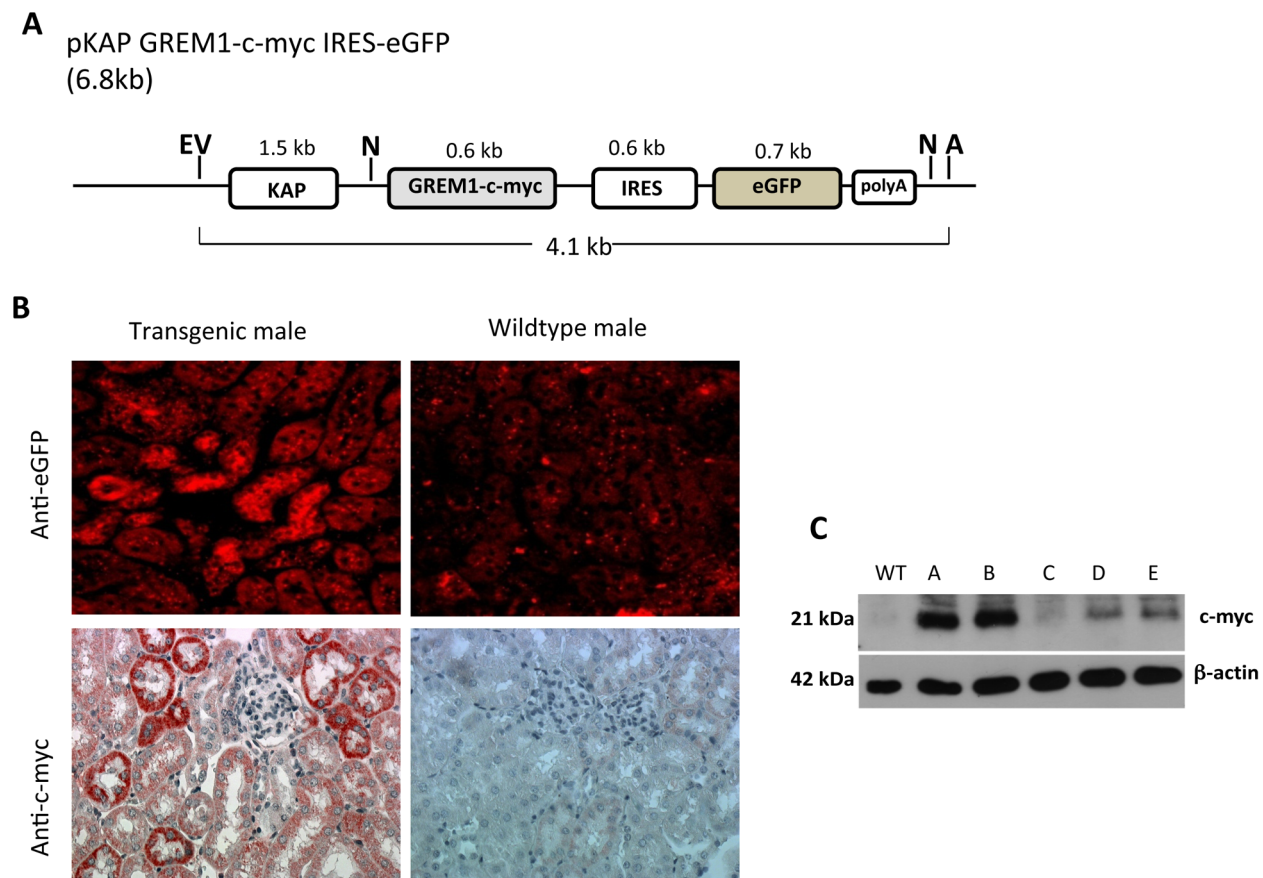 A
pKAP GREM1-c-myc IRES-eGFP
(6.8kb)
EV
1.5 kb
N
0.6 kb
0.6 kb
0.7 kb
N A
KAP
GREM1-c-myc
IRES
eGFP
polyA
4.1 kb
B
Transgenic male
Wildtype male
Anti-eGFP
Anti-c-myc
C
WT A B C D E
21 kDa
c-myc
42 kDa
β-actin